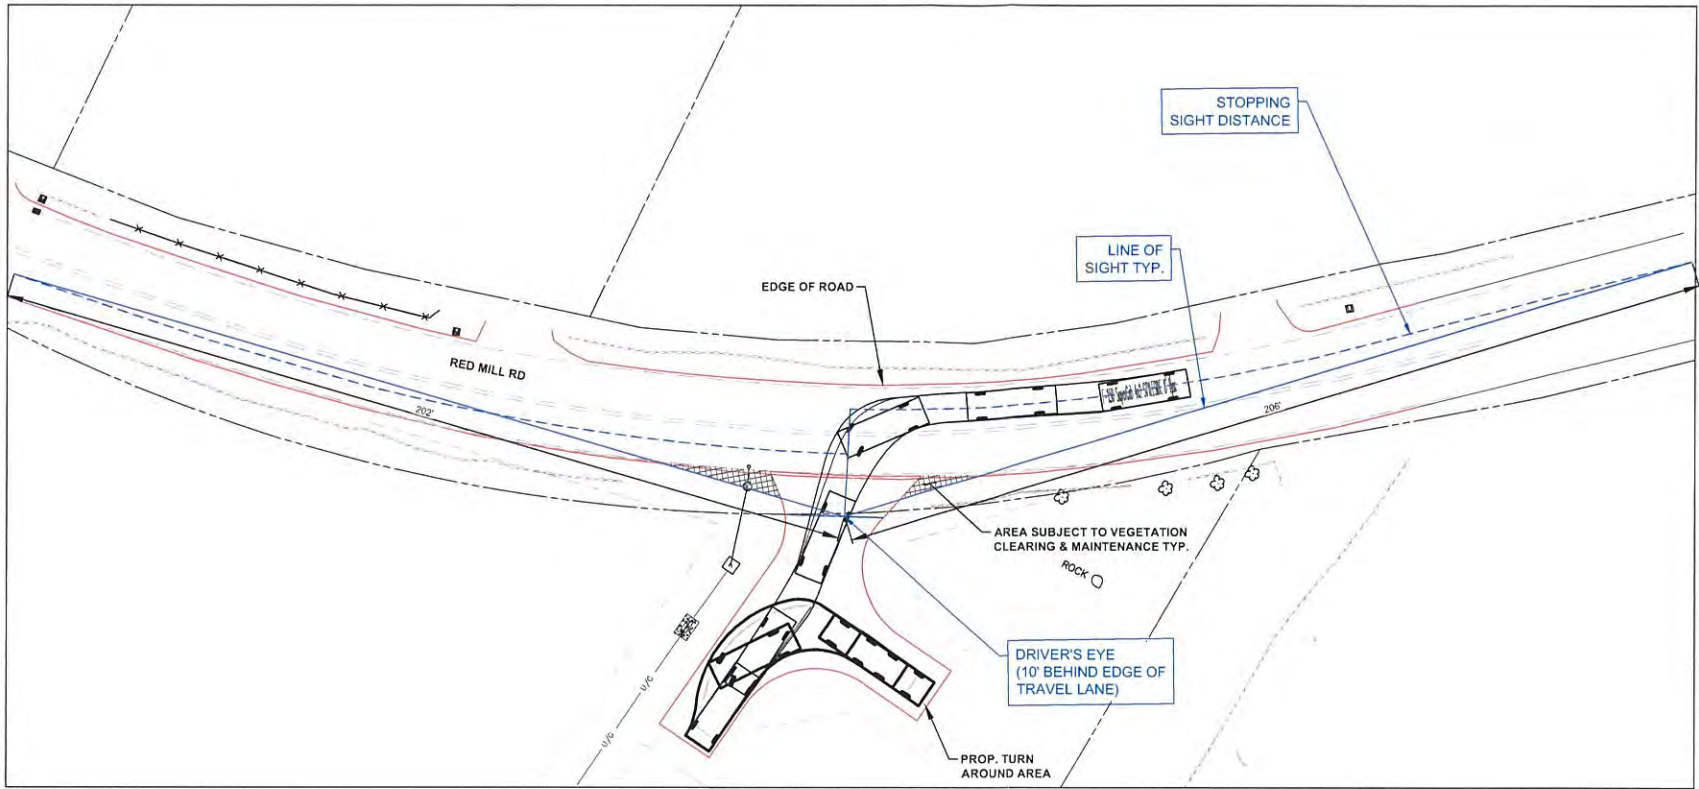 STOPPING
SIGHT DISTANCE
LINE OF
SIGHT TYP.
EDGE OF ROAD
RED MILL RD
202'
206'
AREA SUBJECT TO VEGETATION
CLEARING & MAINTENANCE TYP.
ROCK
DRIVER'S EYE
(10' BEHIND EDGE OF
TRAVEL LANE)
U/G
U/G
PROP. TURN
AROUND AREA